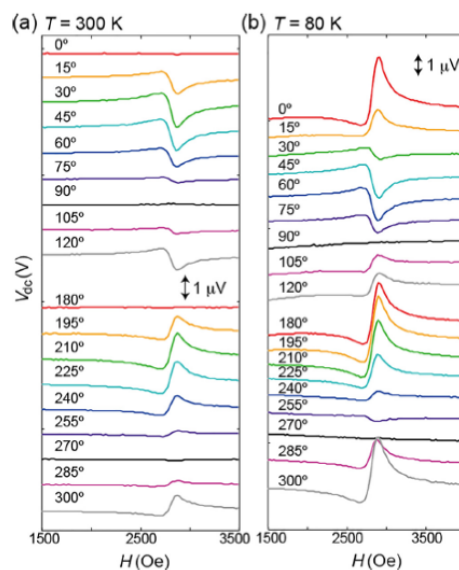 (a) T = 300 K
0º
15º
30º
45º
60º
75º
90º
105º
120º
1 μV
180º
195º
210º
225º
240º
255º
270º
285º
300º
Vdc(V)
1500 2500 3500
H (Oe)
(b) T = 80 K
1 μV
0º
15º
30º
45º
60º
75º
90º
105º
120º
180º
195º
210º
225º
240º
255º
270º
285º
300º
1500 2500 3500
H (Oe)